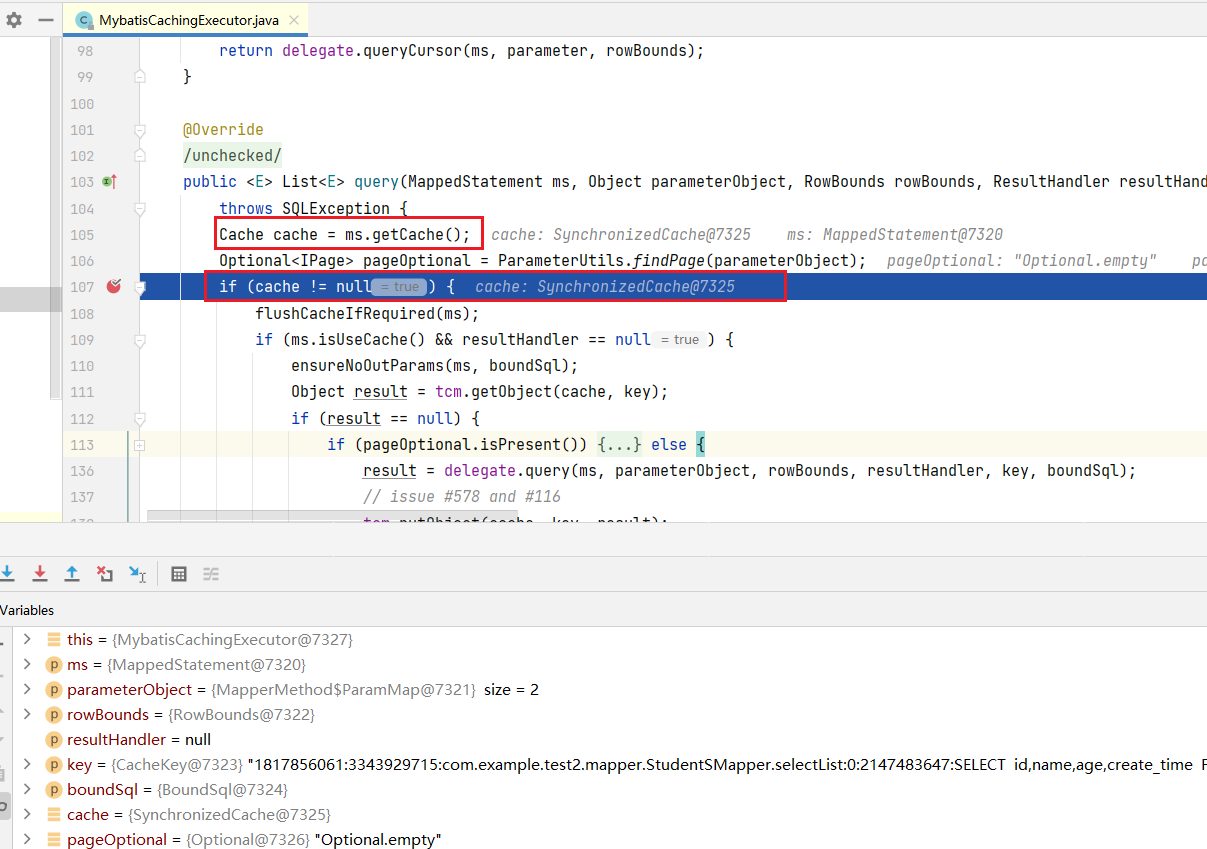 MybatisCachingExecutor.java
98 return delegate.queryCursor(ms, parameter, rowBounds);
99 }
100
101 @Override
102 /unchecked/
103 public <E> List<E> query(MappedStatement ms, Object parameterObject, RowBounds rowBounds, ResultHandler resultHand
104 throws SQLException {
105 Cache cache = ms.getCache(); cache: SynchronizedCache@7325 ms: MappedStatement@7320
106 Optional<IPage> pageOptional = ParameterUtils.findPage(parameterObject); pageOptional: "Optional.empty" pa
107 if (cache != null = true ) { cache: SynchronizedCache@7325
108 flushCacheIfRequired(ms);
109 if (ms.isUseCache() && resultHandler == null = true ) {
110 ensureNoOutParams(ms, boundSql);
111 Object result = tcm.getObject(cache, key);
112 if (result == null) {
113 if (pageOptional.isPresent()) {...} else {
136 result = delegate.query(ms, parameterObject, rowBounds, resultHandler, key, boundSql);
137 // issue #578 and #116
138 tcm.putObject(cache, key, result);
Variables
this = {MybatisCachingExecutor@7327}
ms = {MappedStatement@7320}
parameterObject = {MapperMethod$ParamMap@7321} size = 2
rowBounds = {RowBounds@7322}
resultHandler = null
key = {CacheKey@7323} "1817856061:3343929715:com.example.test2.mapper.StudentSMapper.selectList:0:2147483647:SELECT id,name,age,create_time F
boundSql = {BoundSql@7324}
cache = {SynchronizedCache@7325}
pageOptional = {Optional@7326} "Optional.empty"